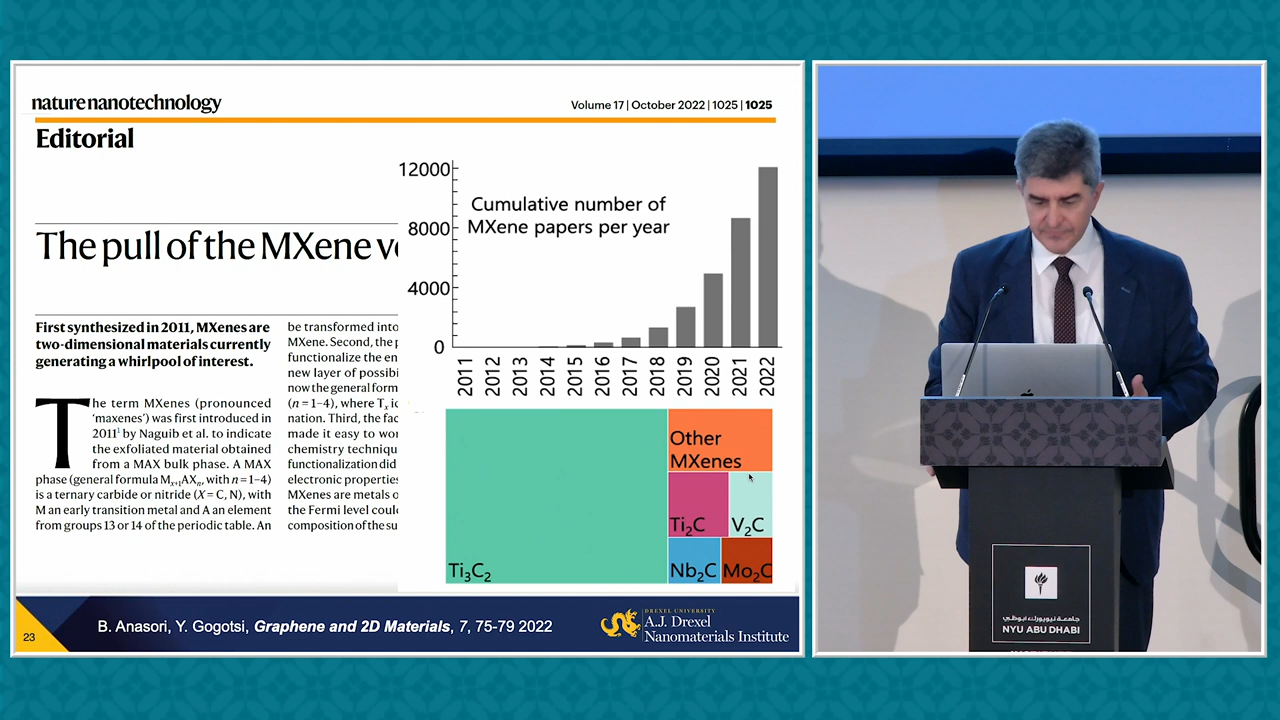 nature nanotechnology
Volume 17 | October 2022 | 1025 | 1025
Editorial
The pull of the MXene
First synthesized in 2011, MXenes are
two-dimensional materials currently
generating a whirlpool of interest.
The term MXenes (pronounced
'maxenes') was first introduced in
2011¹ by Naguib et al. to indicate
the exfoliated material obtained
from a MAX bulk phase. A MAX
phase (general formula Mₙ₊₁AXₙ, with n = 1–4)
is a ternary carbide or nitride (X = C, N), with
M an early transition metal and A an element
from groups 13 or 14 of the periodic table. An
be transformed into
MXene. Second, the
functionalize the en
new layer of possibi
now the general form
(n = 1–4), where Tₓ
nation. Third, the fac
made it easy to wor
chemistry techniqu
functionalization did
electronic properties
MXenes are metals o
the Fermi level coul
composition of the su
12000
8000
4000
0
Cumulative number of
MXene papers per year
2011 2012 2013 2014 2015 2016 2017 2018 2019 2020 2021 2022
Other
MXenes
Ti₂C
V₂C
Ti₃C₂
Nb₂C
Mo₂C
23
B. Anasori, Y. Gogotsi, Graphene and 2D Materials, 7, 75-79 2022
DREXEL UNIVERSITY
A.J. Drexel
Nanomaterials Institute
جامعة نيويورك أبوظبي
NYU ABU DHABI